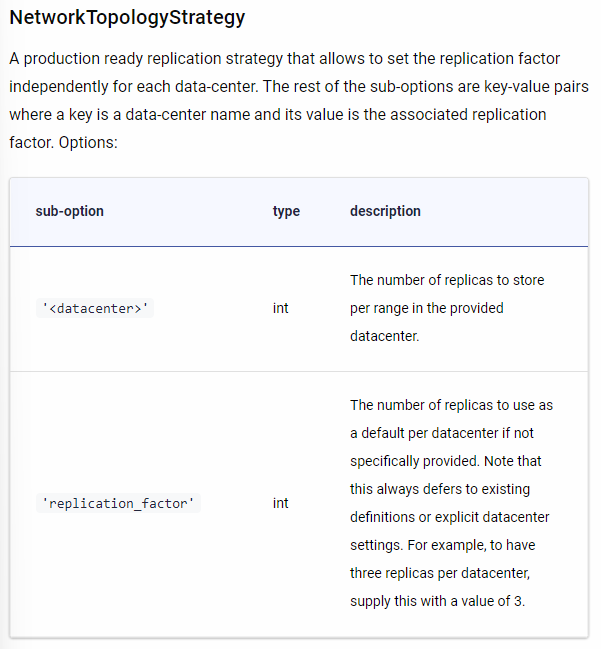 NetworkTopologyStrategy
A production ready replication strategy that allows to set the replication factor
independently for each data-center. The rest of the sub-options are key-value pairs
where a key is a data-center name and its value is the associated replication
factor. Options:
sub-option type description
'<datacenter>' int The number of replicas to store
per range in the provided
datacenter.
'replication_factor' int The number of replicas to use as
a default per datacenter if not
specifically provided. Note that
this always defers to existing
definitions or explicit datacenter
settings. For example, to have
three replicas per datacenter,
supply this with a value of 3.